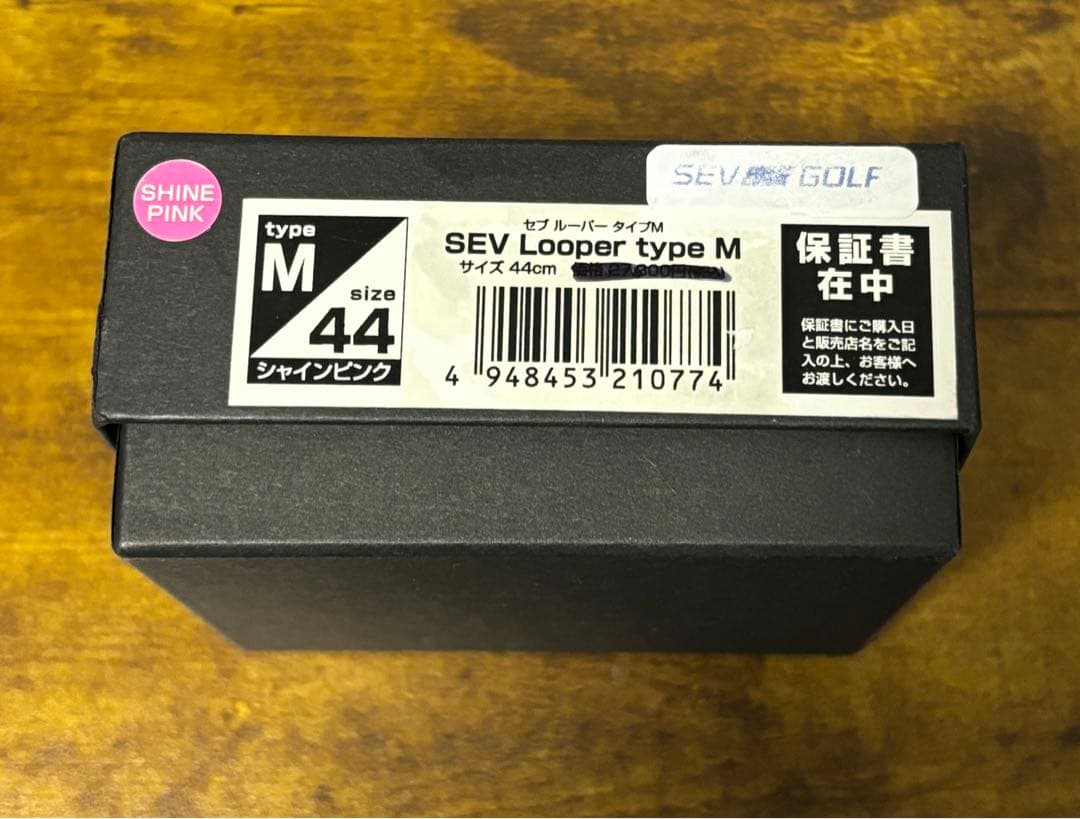 SHINE
PINK
SEV GOLF
type
M
size
44
シャインピンク
セブ ルーパー タイプM
SEV Looper type M
サイズ 44cm
4 948453 210774
保証書
在中
保証書にご購入日
と販売店名をご記
入の上、お客様へ
お渡しください。